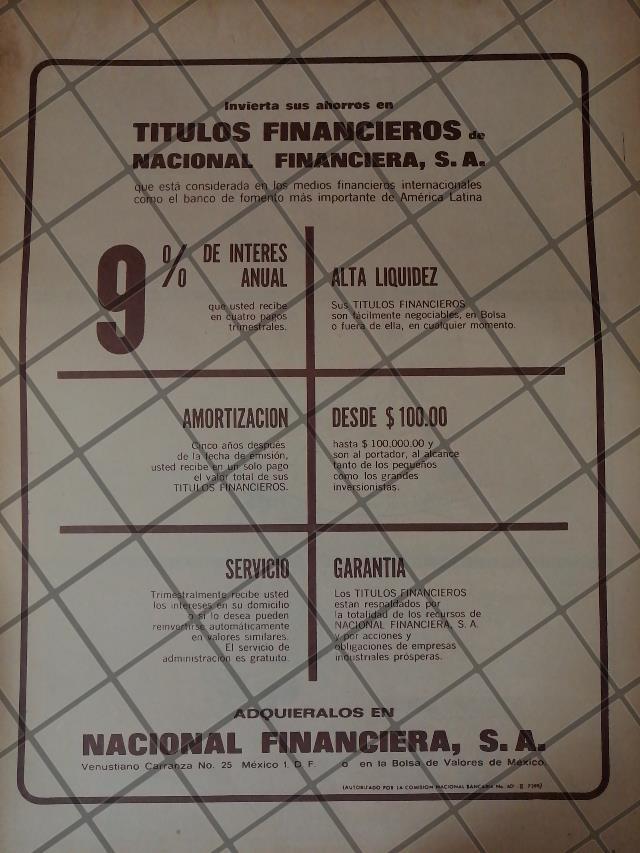 Invierta sus ahorros en
TITULOS FINANCIEROS de
NACIONAL FINANCIERA, S. A.
que está considerada en los medios financieros internacionales
como el banco de fomento más importante de América Latina
9% DE INTERES
ANUAL
que usted recibe
en cuatro pagos
trimestrales.
ALTA LIQUIDEZ
Sus TITULOS FINANCIEROS
son fácilmente negociables, en Bolsa
o fuera de ella, en cualquier momento.
AMORTIZACION
Cinco años después
de la fecha de emisión,
usted recibe en un solo pago
el valor total de sus
TITULOS FINANCIEROS.
DESDE $100.00
hasta $ 100,000.00 y
son al portador, al alcance
tanto de los pequeños
como los grandes
inversionistas.
SERVICIO
Trimestralmente recibe usted
los intereses en su domicilio
o si lo desea pueden
reinvertirse automáticamente
en valores similares.
El servicio de
administración es gratuito.
GARANTIA
Los TITULOS FINANCIEROS
estan respaldados por
la totalidad de los recursos de
NACIONAL FINANCIERA, S. A.
y por acciones y
obligaciones de empresas
industriales prósperas.
ADQUIERALOS EN
NACIONAL FINANCIERA, S. A.
Venustiano Carranza No. 25 México 1, D. F. o en la Bolsa de Valores de México
(AUTORIZADO POR LA COMISION NACIONAL BANCARIA No.